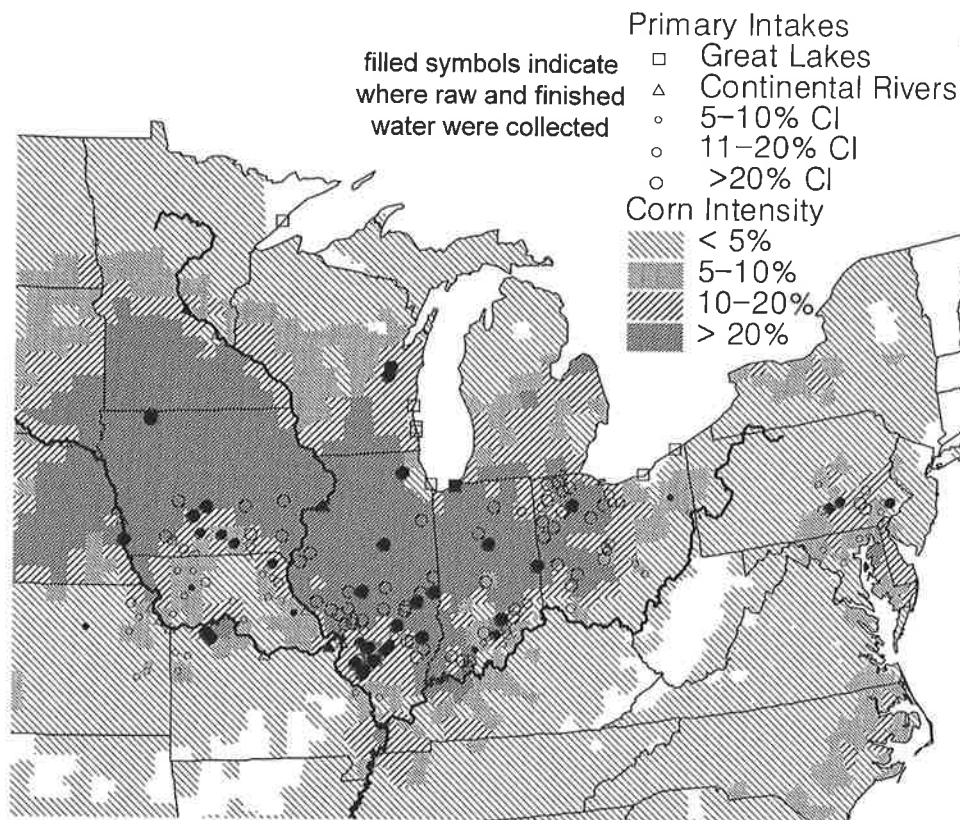 filled symbols indicate
where raw and finished
water were collected
Primary Intakes
Great Lakes
Continental Rivers
5-10% CI
11-20% CI
>20% CI
Corn Intensity
< 5%
5-10%
10-20%
> 20%